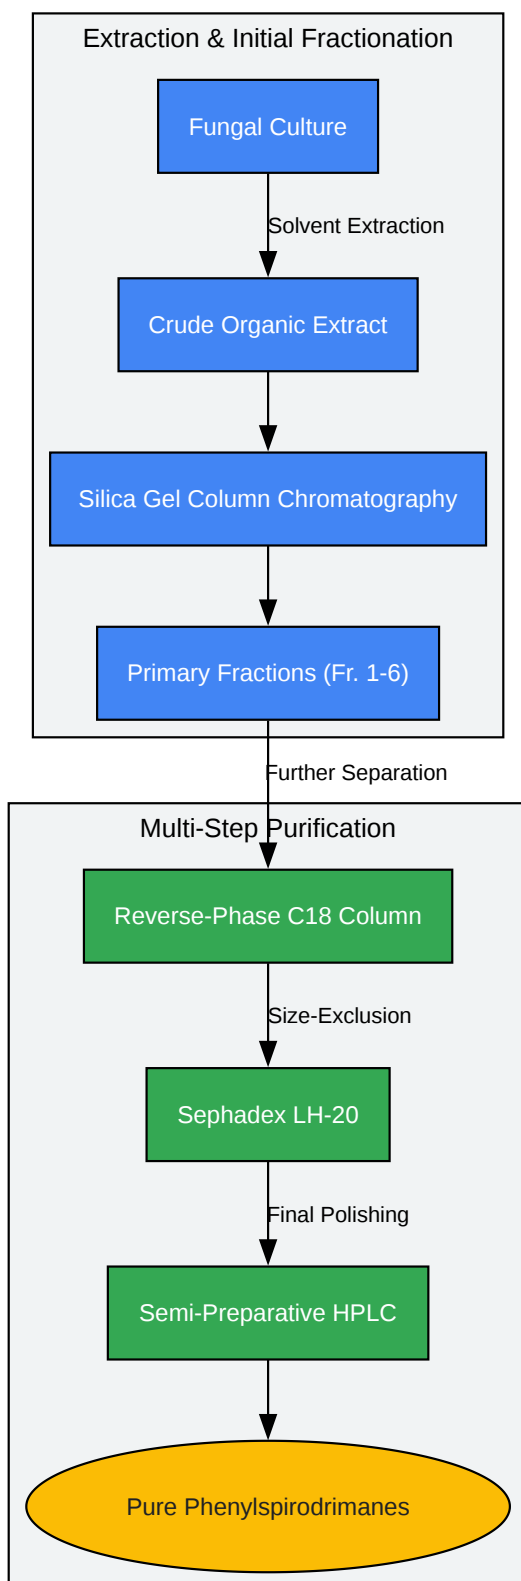 Extraction & Initial Fractionation
Fungal Culture
Solvent Extraction
Crude Organic Extract
Silica Gel Column Chromatography
Primary Fractions (Fr. 1-6)
Further Separation
Multi-Step Purification
Reverse-Phase C18 Column
Size-Exclusion
Sephadex LH-20
Final Polishing
Semi-Preparative HPLC
Pure Phenylspirodrimanes